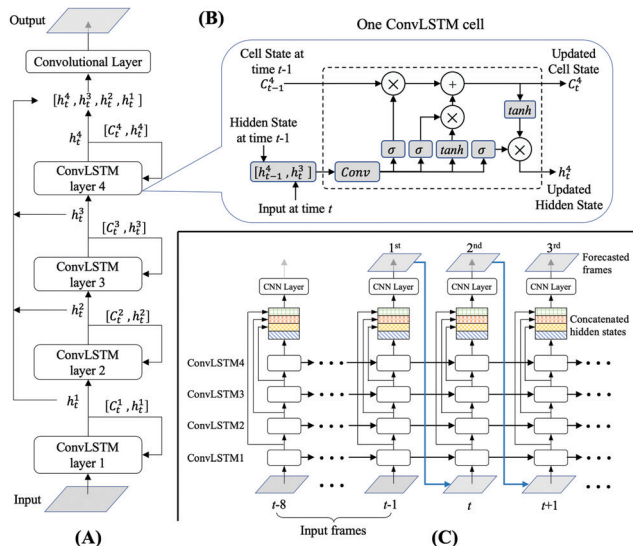 Output
Convolutional Layer
[h_t^4, h_t^3, h_t^2, h_t^1]
h_t^4
[C_t^4, h_t^4]
ConvLSTM
layer 4
h_t^3
[C_t^3, h_t^3]
ConvLSTM
layer 3
h_t^2
[C_t^2, h_t^2]
ConvLSTM
layer 2
h_t^1
[C_t^1, h_t^1]
ConvLSTM
layer 1
Input
(A)
(B)
One ConvLSTM cell
Cell State at
time t-1
C_{t-1}^4
×
+
Updated
Cell State
C_t^4
tanh
×
Hidden State
at time t-1
σ
σ
tanh
σ
×
[h_{t-1}^4, h_t^3]
Conv
h_t^4
Input at time t
Updated
Hidden State
1st
2nd
3rd
Forecasted
frames
CNN Layer
CNN Layer
CNN Layer
CNN Layer
Concatenated
hidden states
ConvLSTM4
ConvLSTM3
ConvLSTM2
ConvLSTM1
t-8
t-1
t
t+1
Input frames
(C)